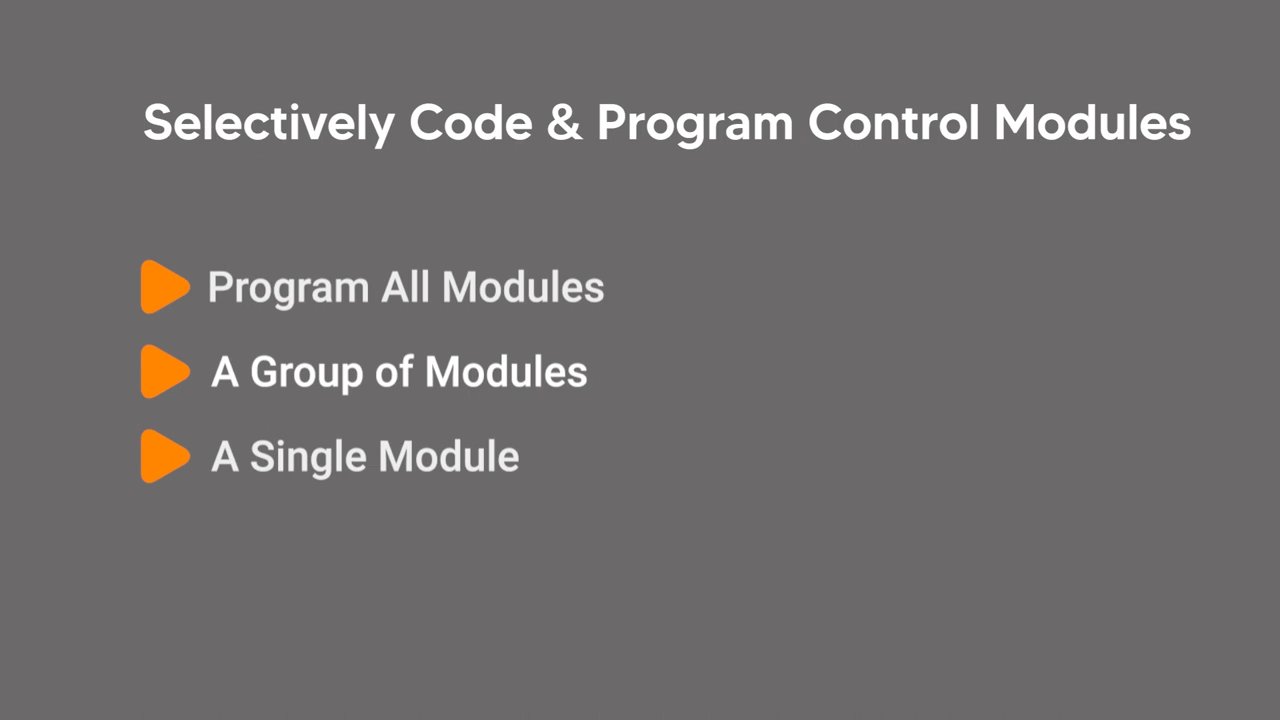 Selectively Code & Program Control Modules
Program All Modules
A Group of Modules
A Single Module